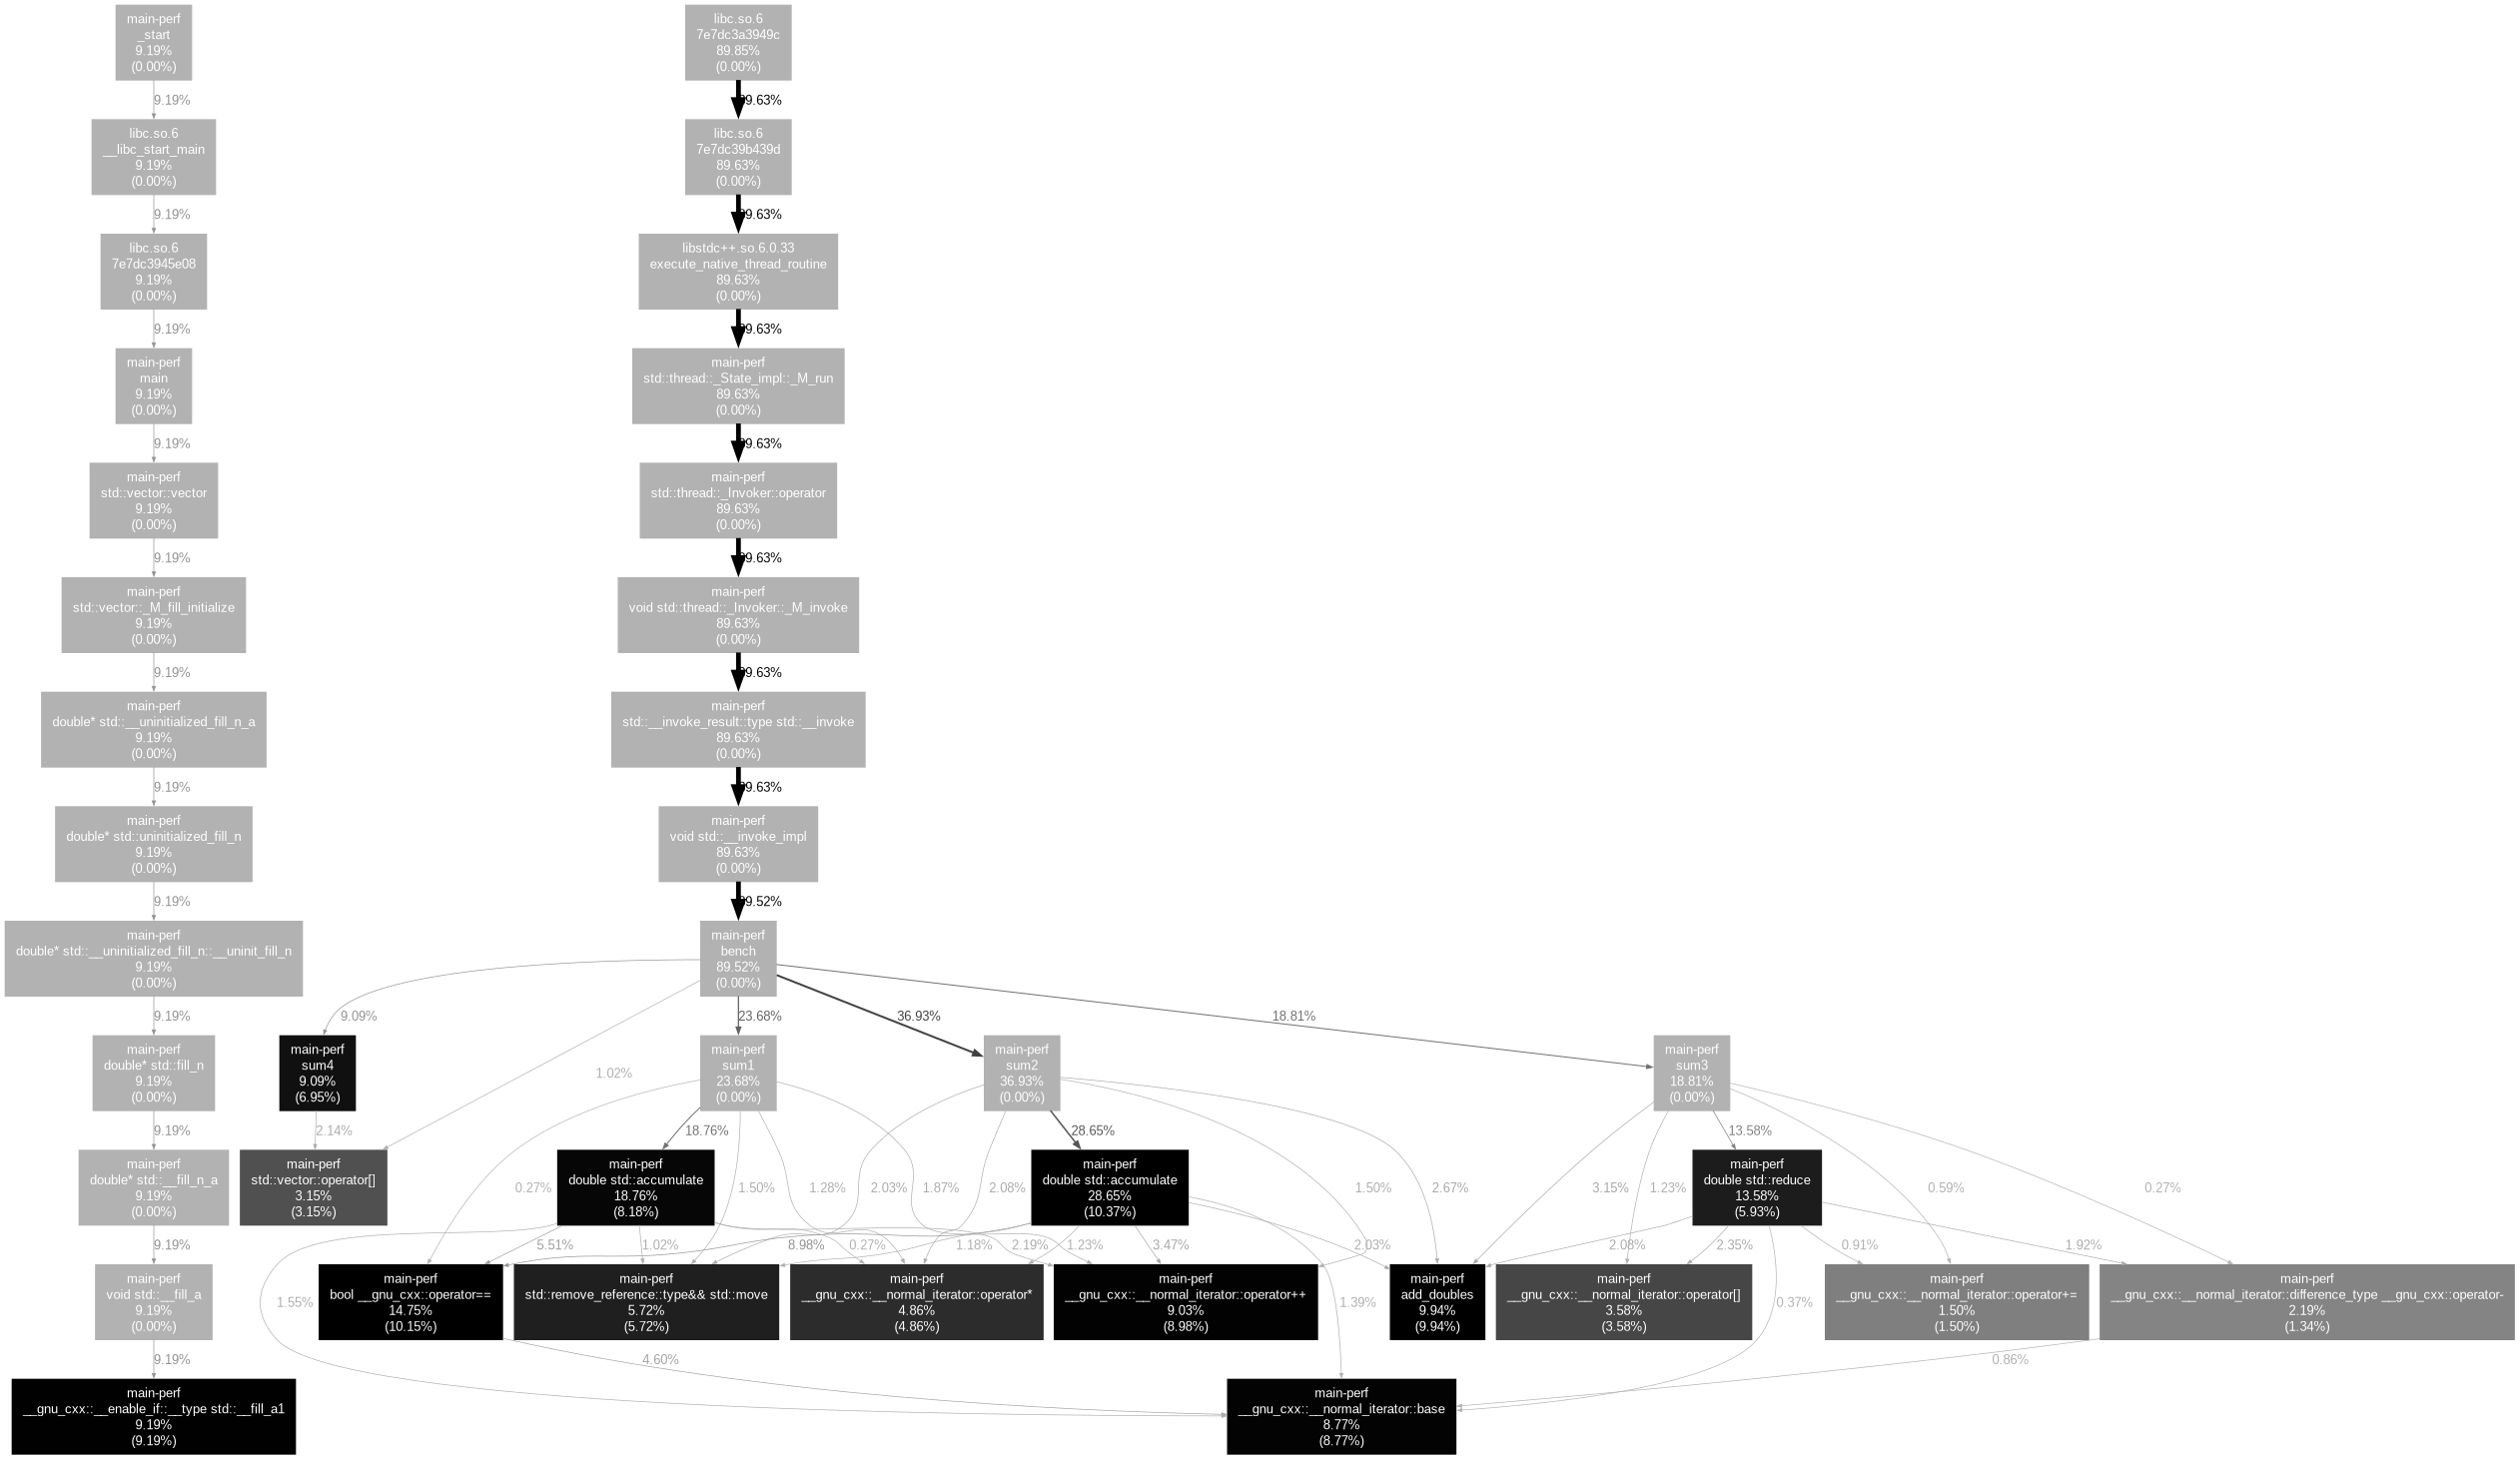 main-perf
_start
9.19%
(0.00%)
libc.so.6
7e7dc3a3949c
89.85%
(0.00%)
9.19%
89.63%
libc.so.6
__libc_start_main
9.19%
(0.00%)
libc.so.6
7e7dc39b439d
89.63%
(0.00%)
9.19%
89.63%
libc.so.6
7e7dc3945e08
9.19%
(0.00%)
libstdc++.so.6.0.33
execute_native_thread_routine
89.63%
(0.00%)
9.19%
89.63%
main-perf
main
9.19%
(0.00%)
main-perf
std::thread::_State_impl::_M_run
89.63%
(0.00%)
9.19%
89.63%
main-perf
std::vector::vector
9.19%
(0.00%)
main-perf
std::thread::_Invoker::operator
89.63%
(0.00%)
9.19%
89.63%
main-perf
std::vector::_M_fill_initialize
9.19%
(0.00%)
main-perf
void std::thread::_Invoker::_M_invoke
89.63%
(0.00%)
9.19%
89.63%
main-perf
double* std::__uninitialized_fill_n_a
9.19%
(0.00%)
main-perf
std::__invoke_result::type std::__invoke
89.63%
(0.00%)
9.19%
89.63%
main-perf
double* std::uninitialized_fill_n
9.19%
(0.00%)
main-perf
void std::__invoke_impl
89.63%
(0.00%)
9.19%
89.52%
main-perf
double* std::__uninitialized_fill_n::__uninit_fill_n
9.19%
(0.00%)
main-perf
bench
89.52%
(0.00%)
9.19%
9.09%
23.68%
36.93%
18.81%
main-perf
double* std::fill_n
9.19%
(0.00%)
main-perf
sum4
9.09%
(6.95%)
1.02%
main-perf
sum1
23.68%
(0.00%)
main-perf
sum2
36.93%
(0.00%)
main-perf
sum3
18.81%
(0.00%)
9.19%
2.14%
18.76%
28.65%
13.58%
main-perf
double* std::__fill_n_a
9.19%
(0.00%)
main-perf
std::vector::operator[]
3.15%
(3.15%)
0.27%
main-perf
double std::accumulate
18.76%
(8.18%)
1.50%
1.28%
2.03%
1.87%
2.08%
main-perf
double std::accumulate
28.65%
(10.37%)
1.50%
2.67%
3.15%
1.23%
main-perf
double std::reduce
13.58%
(5.93%)
0.59%
0.27%
9.19%
5.51%
1.02%
8.98%
0.27%
1.18%
2.19%
1.23%
3.47%
2.03%
2.08%
2.35%
0.91%
1.92%
main-perf
void std::__fill_a
9.19%
(0.00%)
1.55%
main-perf
bool __gnu_cxx::operator==
14.75%
(10.15%)
main-perf
std::remove_reference::type&& std::move
5.72%
(5.72%)
main-perf
__gnu_cxx::__normal_iterator::operator*
4.86%
(4.86%)
main-perf
__gnu_cxx::__normal_iterator::operator++
9.03%
(8.98%)
1.39%
main-perf
add_doubles
9.94%
(9.94%)
main-perf
__gnu_cxx::__normal_iterator::operator[]
3.58%
(3.58%)
0.37%
main-perf
__gnu_cxx::__normal_iterator::operator+=
1.50%
(1.50%)
main-perf
__gnu_cxx::__normal_iterator::difference_type __gnu_cxx::operator-
2.19%
(1.34%)
9.19%
4.60%
0.86%
main-perf
__gnu_cxx::__enable_if::__type std::__fill_a1
9.19%
(9.19%)
main-perf
__gnu_cxx::__normal_iterator::base
8.77%
(8.77%)